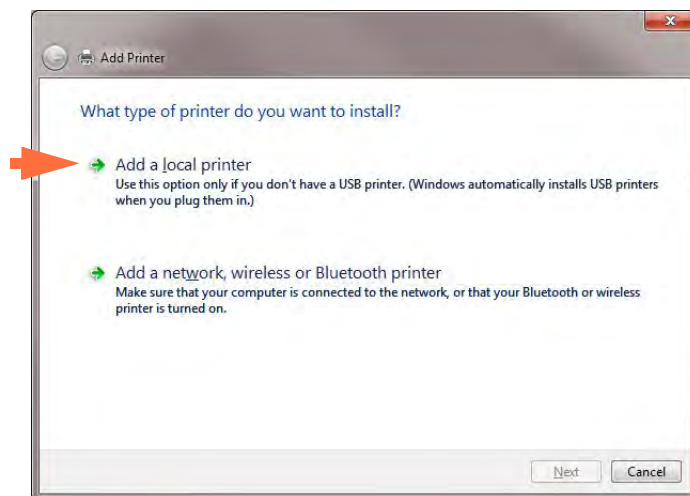 x
Add Printer
What type of printer do you want to install?
Add a local printer
Use this option only if you don't have a USB printer. (Windows automatically installs USB printers
when you plug them in.)
Add a network, wireless or Bluetooth printer
Make sure that your computer is connected to the network, or that your Bluetooth or wireless
printer is turned on.
Next Cancel